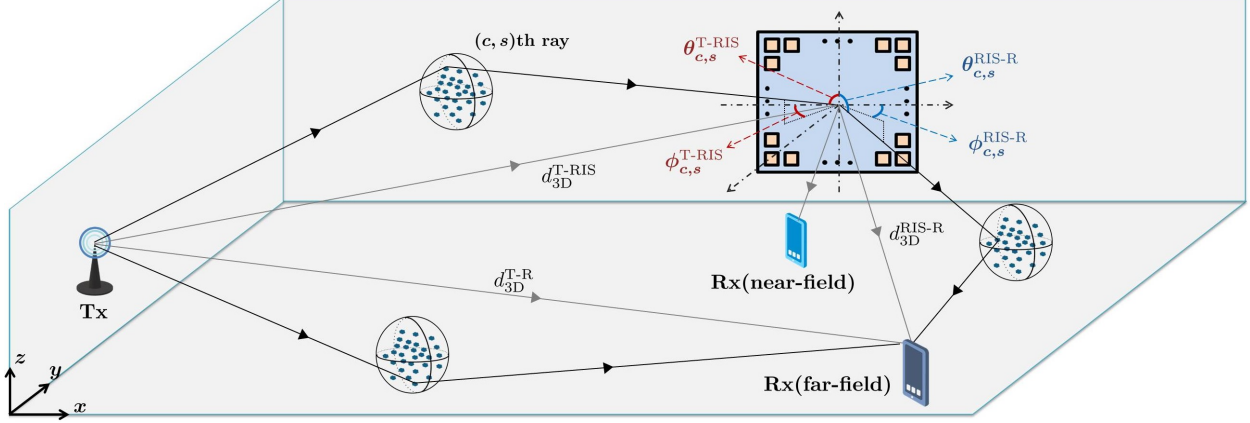 (c, s)th ray
θ_{c,s}^{T-RIS}
θ_{c,s}^{RIS-R}
ϕ_{c,s}^{T-RIS}
ϕ_{c,s}^{RIS-R}
d_{3D}^{T-RIS}
d_{3D}^{RIS-R}
d_{3D}^{T-R}
Rx(near-field)
Tx
Rx(far-field)
z
y
x